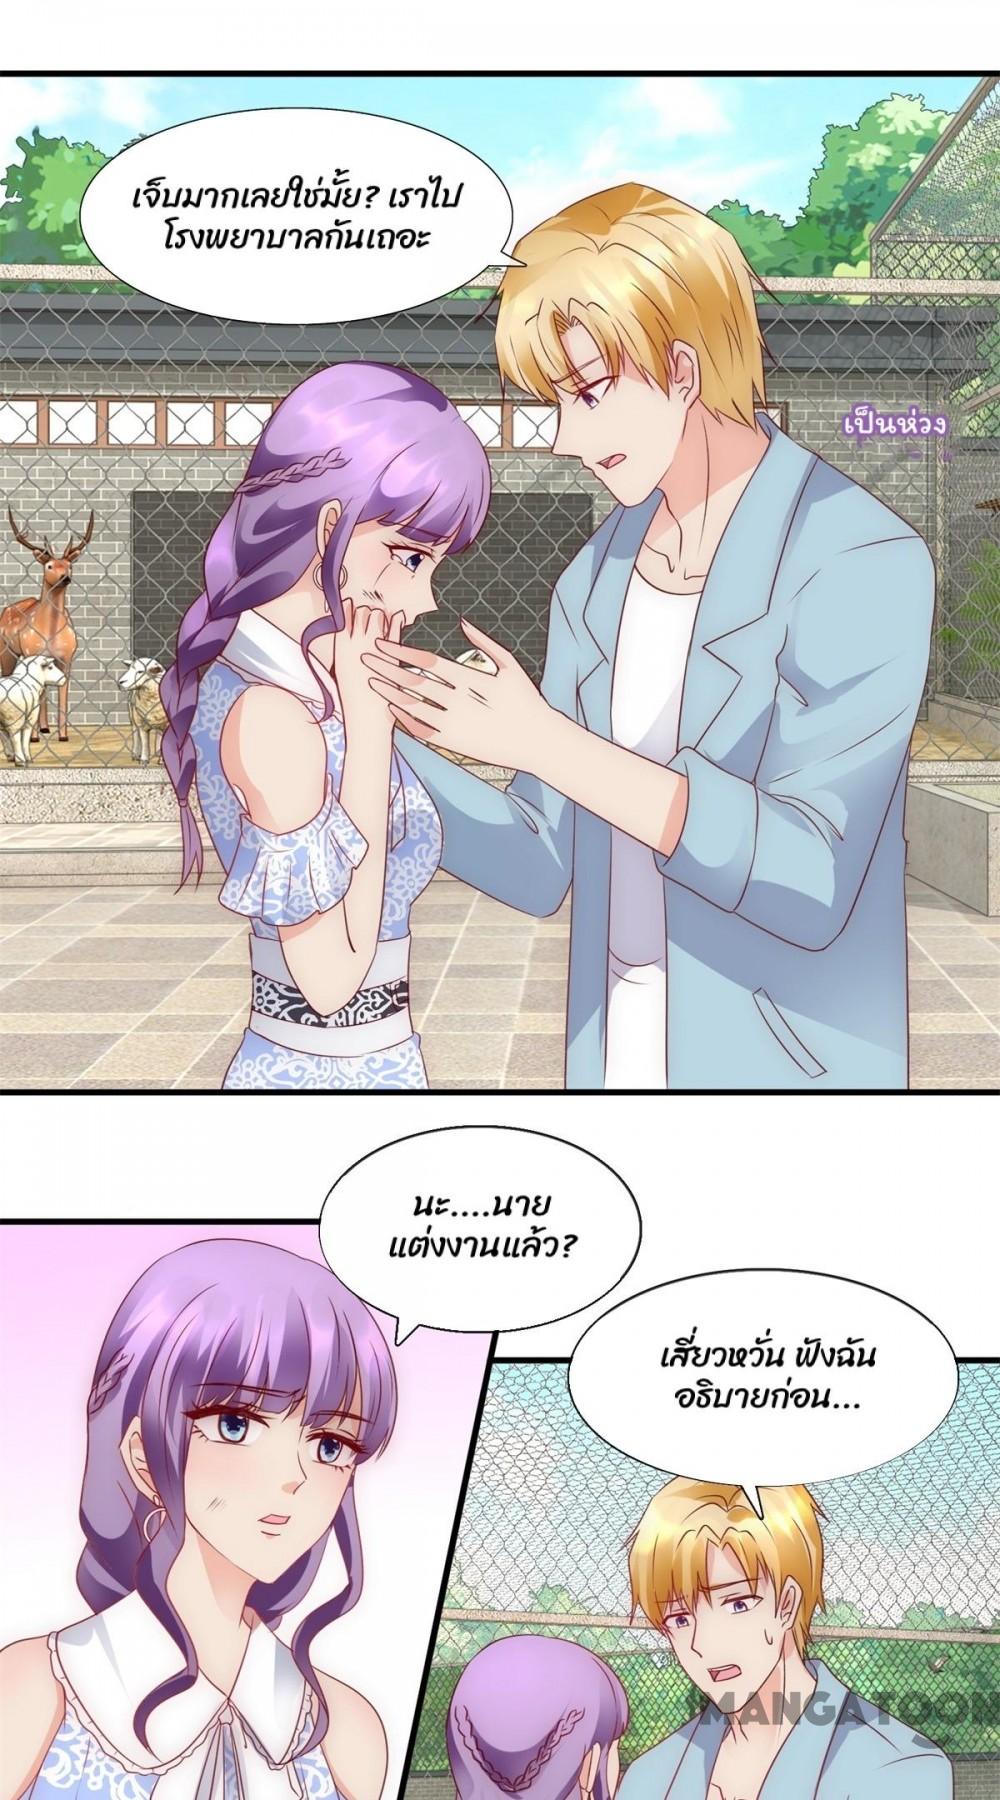 เจ็บมากเลยใช่มั้ย? เราไป
โรงพยาบาลกันเถอะ
เป็นห่วง
นะ....นาย
แต่งงานแล้ว?
เสี่ยวหวั่น ฟังฉัน
อธิบายก่อน...
MANGATOON